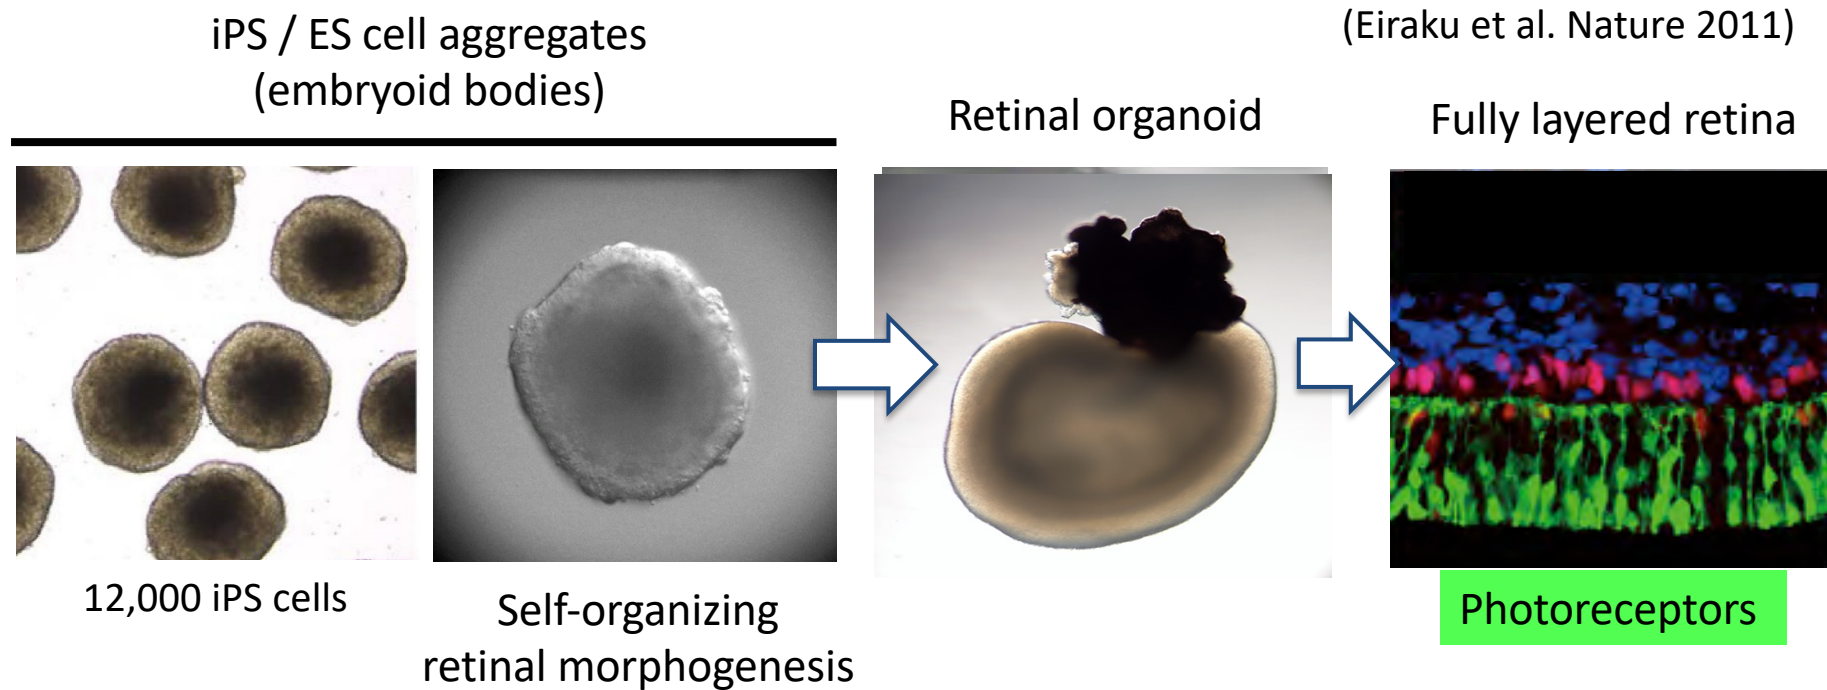 iPS / ES cell aggregates
(embryoid bodies)
(Eiraku et al. Nature 2011)
Retinal organoid
Fully layered retina
12,000 iPS cells
Self-organizing
retinal morphogenesis
Photoreceptors